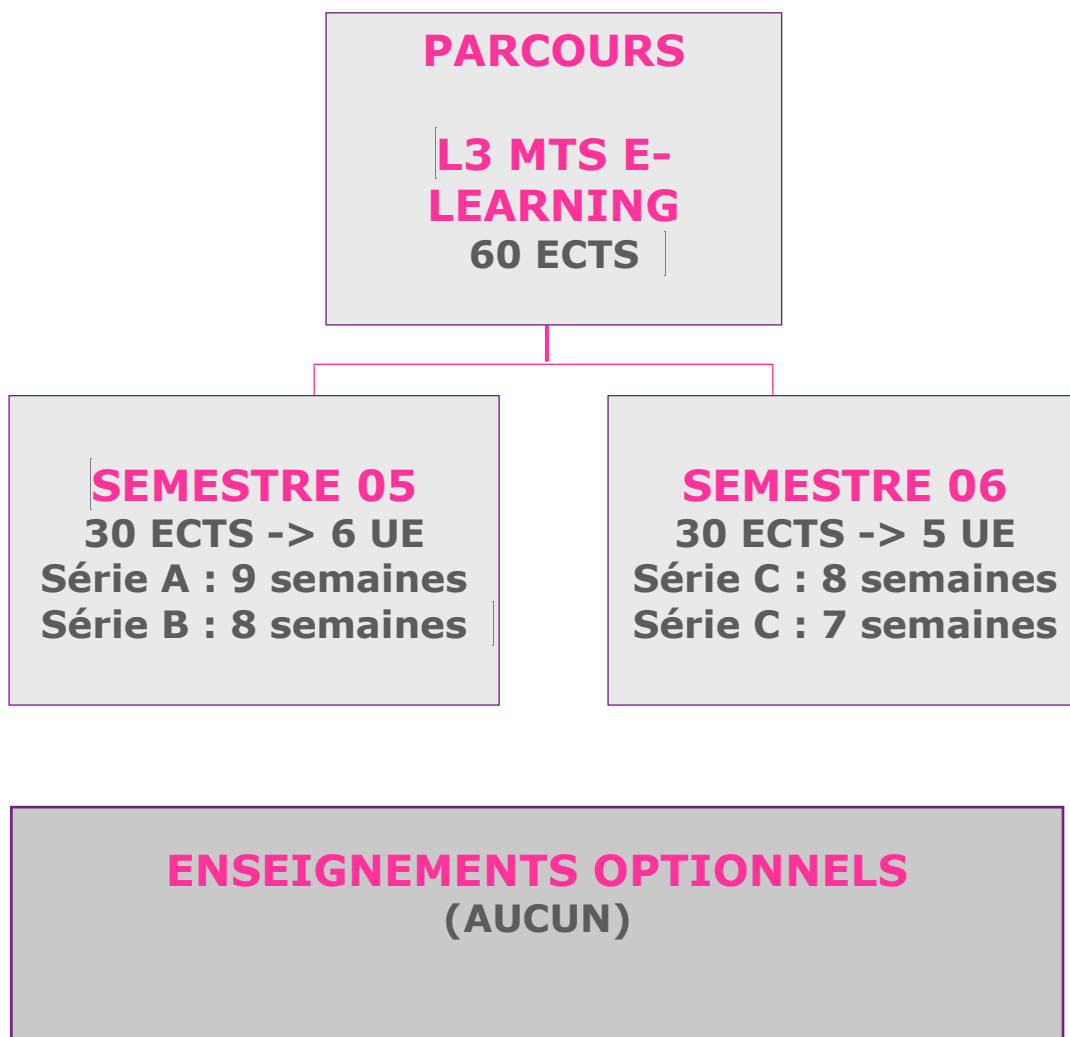 PARCOURS
L3 MTS E-
LEARNING
60 ECTS
SEMESTRE 05
30 ECTS -> 6 UE
Série A : 9 semaines
Série B : 8 semaines
SEMESTRE 06
30 ECTS -> 5 UE
Série C : 8 semaines
Série C : 7 semaines
ENSEIGNEMENTS OPTIONNELS
(AUCUN)